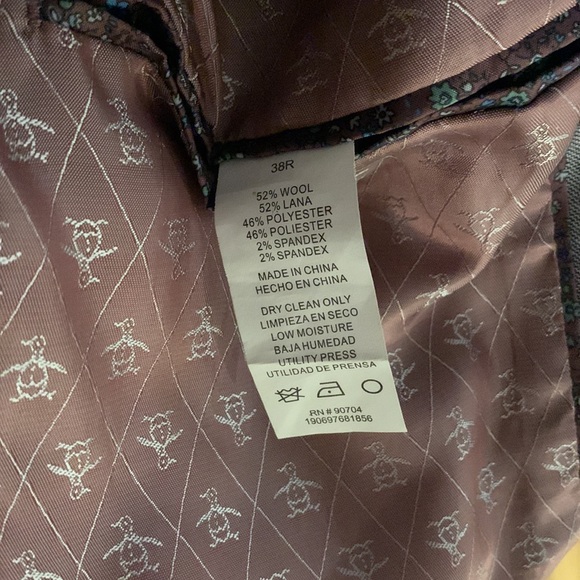 38R
52% WOOL
52% LANA
46% POLYESTER
46% POLIESTER
2% SPANDEX
2% SPANDEX
MADE IN CHINA
HECHO EN CHINA
DRY CLEAN ONLY
LIMPIEZA EN SECO
LOW MOISTURE
BAJA HUMEDAD
UTILITY PRESS
UTILIDAD DE PRENSA
RN # 90704
190697681856